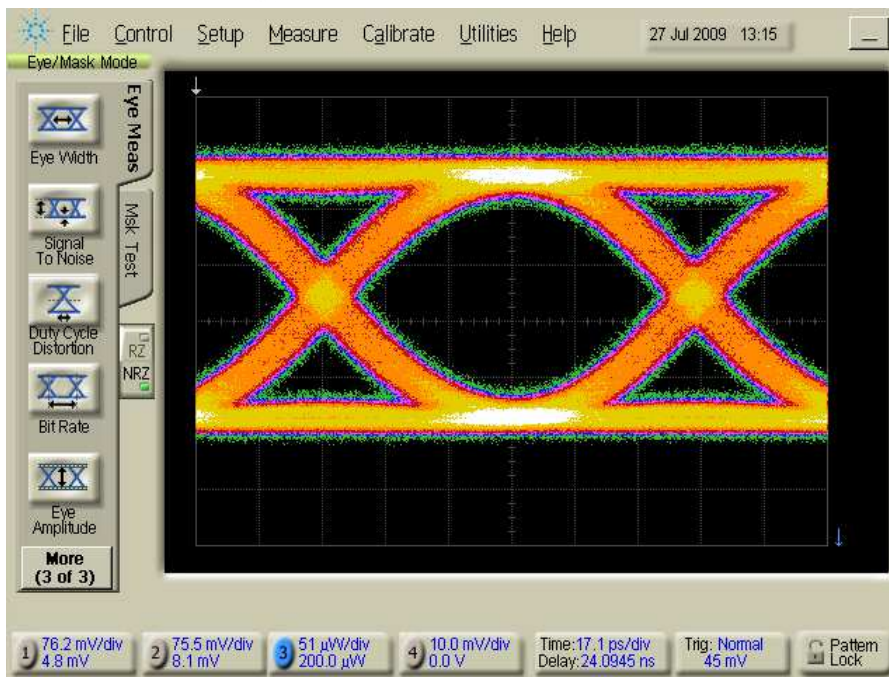 File Control Setup Measure Calibrate Utilities Help 27 Jul 2009 13:15
Eye/Mask Mode
Eye Meas
Msk Test
Eye Width
Signal
To Noise
Duty Cycle
Distortion
RZ
NRZ
Bit Rate
Eye
Amplitude
More
(3 of 3)
1 76.2 mV/div
4.8 mV
2 75.5 mV/div
8.1 mV
3 51 µW/div
200.0 µW
4 10.0 mV/div
0.0 V
Time:17.1 ps/div
Delay:24.0945 ns
Trig: Normal
45 mV
Pattern
Lock